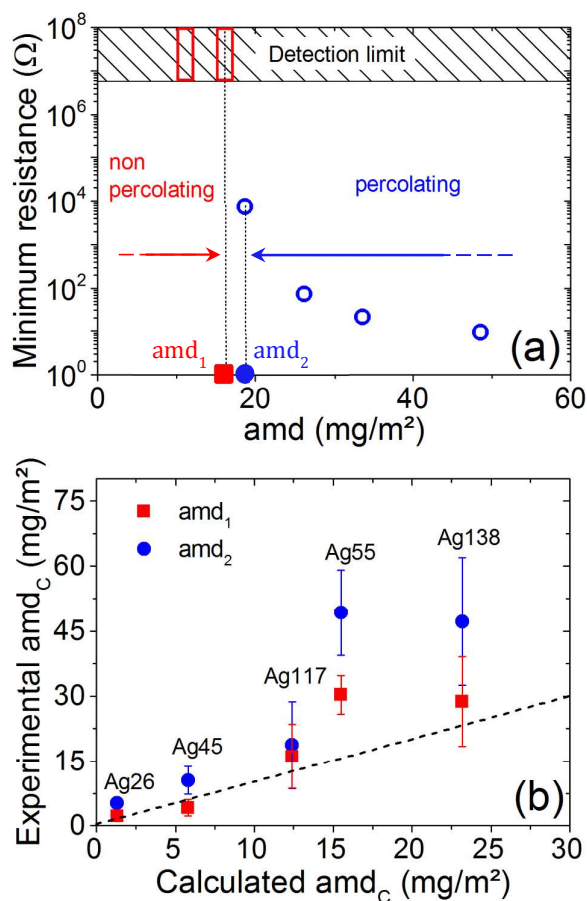 10⁸
Detection limit
10⁶
non
percolating
percolating
10⁴
10²
amd₁
amd₂
(a)
10⁰
0
20
40
60
Minimum resistance (Ω)
amd (mg/m²)
75
amd₁
amd₂
Ag55
Ag138
60
45
Ag117
30
Ag45
15
Ag26
(b)
0
0
5
10
15
20
25
30
Experimental amd_C (mg/m²)
Calculated amd_C (mg/m²)